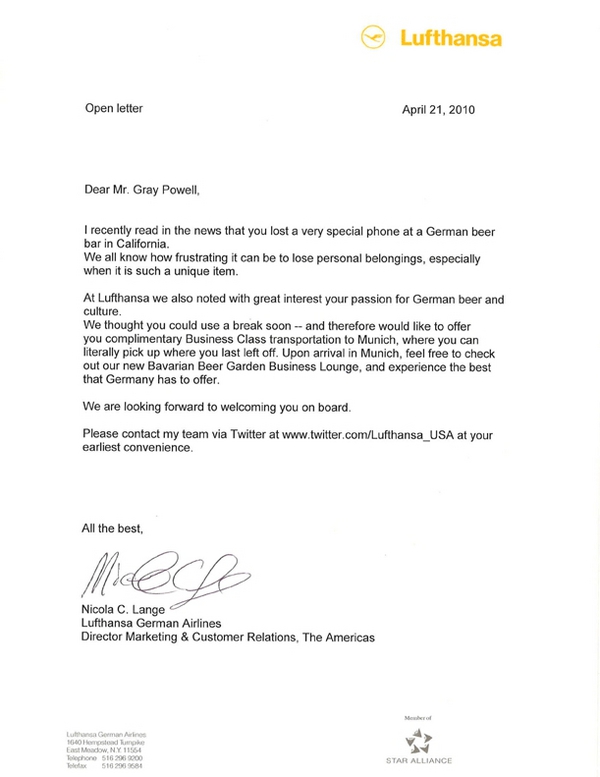 Lufthansa
Open letter
April 21, 2010
Dear Mr. Gray Powell,
I recently read in the news that you lost a very special phone at a German beer
bar in California.
We all know how frustrating it can be to lose personal belongings, especially
when it is such a unique item.
At Lufthansa we also noted with great interest your passion for German beer and
culture.
We thought you could use a break soon -- and therefore would like to offer
you complimentary Business Class transportation to Munich, where you can
literally pick up where you last left off. Upon arrival in Munich, feel free to check
out our new Bavarian Beer Garden Business Lounge, and experience the best
that Germany has to offer.
We are looking forward to welcoming you on board.
Please contact my team via Twitter at www.twitter.com/Lufthansa_USA at your
earliest convenience.
All the best,
Nicola C. Lange
Lufthansa German Airlines
Director Marketing & Customer Relations, The Americas
Lufthansa German Airlines
1640 Hempstead Turnpike
East Meadow, N.Y. 11554
Telephone 516 296 9200
Telefax 516 296 9584
Member of
STAR ALLIANCE